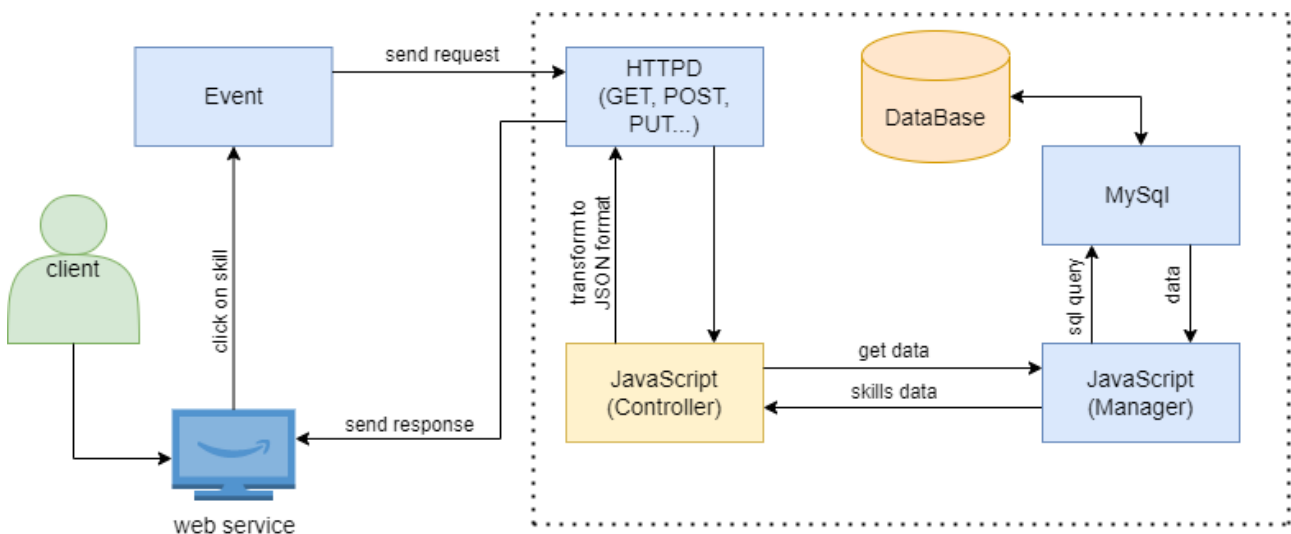 send request
Event
HTTPD
(GET, POST,
PUT...)
DataBase
MySql
client
click on skill
transform to
JSON format
sql query
data
get data
skills data
JavaScript
(Controller)
JavaScript
(Manager)
send response
web service